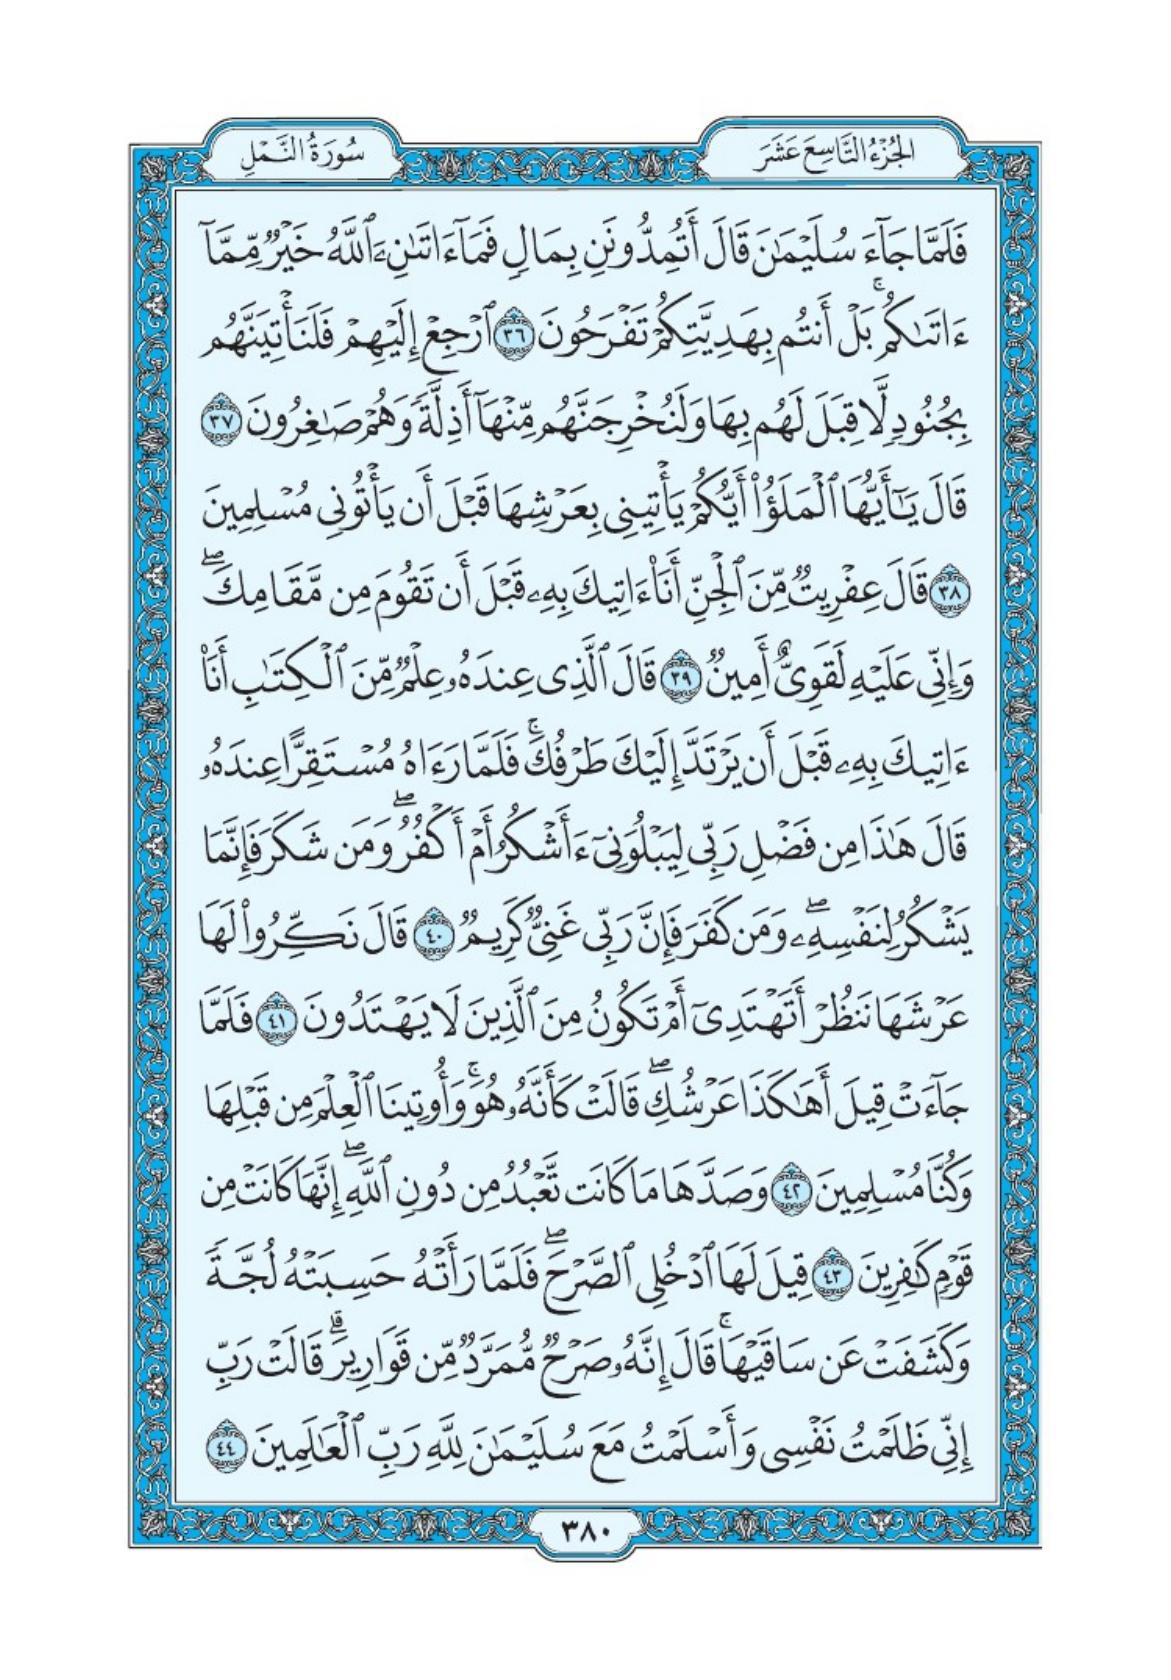 الجُزْءُ التَّاسِعَ عَشَرَ
سُورَةُ النَّمْلِ
فَلَمَّا جَآءَ سُلَيْمَٰنَ قَالَ أَتُمِدُّونَنِ بِمَالٍ فَمَآ ءَاتَىٰنِۦَ ٱللَّهُ خَيْرٌ مِّمَّآ
ءَاتَىٰكُمۚ بَلْ أَنتُم بِهَدِيَّتِكُمْ تَفْرَحُونَ ٣٦ ٱرْجِعْ إِلَيْهِمْ فَلَنَأْتِيَنَّهُم
بِجُنُودٍ لَّا قِبَلَ لَهُم بِهَا وَلَنُخْرِجَنَّهُم مِّنْهَآ أَذِلَّةً وَهُمْ صَٰغِرُونَ ٣٧
قَالَ يَٰٓأَيُّهَا ٱلْمَلَؤُا۟ أَيُّكُمْ يَأْتِينِى بِعَرْشِهَا قَبْلَ أَن يَأْتُونِى مُسْلِمِينَ
٣٨ قَالَ عِفْرِيتٌ مِّنَ ٱلْجِنِّ أَنَا۠ ءَاتِيكَ بِهِۦ قَبْلَ أَن تَقُومَ مِن مَّقَامِكَۖ
وَإِنِّى عَلَيْهِ لَقَوِىٌّ أَمِينٌ ٣٩ قَالَ ٱلَّذِى عِندَهُۥ عِلْمٌ مِّنَ ٱلْكِتَٰبِ أَنَا۠
ءَاتِيكَ بِهِۦ قَبْلَ أَن يَرْتَدَّ إِلَيْكَ طَرْفُكَۚ فَلَمَّا رَءَاهُ مُسْتَقِرًّا عِندَهُۥ
قَالَ هَٰذَا مِن فَضْلِ رَبِّى لِيَبْلُوَنِىٓ ءَأَشْكُرُ أَمْ أَكْفُرُۖ وَمَن شَكَرَ فَإِنَّمَا
يَشْكُرُ لِنَفْسِهِۦۖ وَمَن كَفَرَ فَإِنَّ رَبِّى غَنِىٌّ كَرِيمٌ ٤٠ قَالَ نَكِّرُوا۟ لَهَا
عَرْشَهَا نَنظُرْ أَتَهْتَدِىٓ أَمْ تَكُونُ مِنَ ٱلَّذِينَ لَا يَهْتَدُونَ ٤١ فَلَمَّا
جَآءَتْ قِيلَ أَهَٰكَذَا عَرْشُكِۖ قَالَتْ كَأَنَّهُۥ هُوَۚ وَأُوتِينَا ٱلْعِلْمَ مِن قَبْلِهَا
وَكُنَّا مُسْلِمِينَ ٤٢ وَصَدَّهَا مَا كَانَت تَّعْبُدُ مِن دُونِ ٱللَّهِۖ إِنَّهَا كَانَتْ مِن
قَوْمٍ كَٰفِرِينَ ٤٣ قِيلَ لَهَا ٱدْخُلِى ٱلصَّرْحَۖ فَلَمَّا رَأَتْهُ حَسِبَتْهُ لُجَّةً
وَكَشَفَتْ عَن سَاقَيْهَاۚ قَالَ إِنَّهُۥ صَرْحٌ مُّمَرَّدٌ مِّن قَوَارِيرَۗ قَالَتْ رَبِّ
إِنِّى ظَلَمْتُ نَفْسِى وَأَسْلَمْتُ مَعَ سُلَيْمَٰنَ لِلَّهِ رَبِّ ٱلْعَٰلَمِينَ ٤٤
٣٨٠